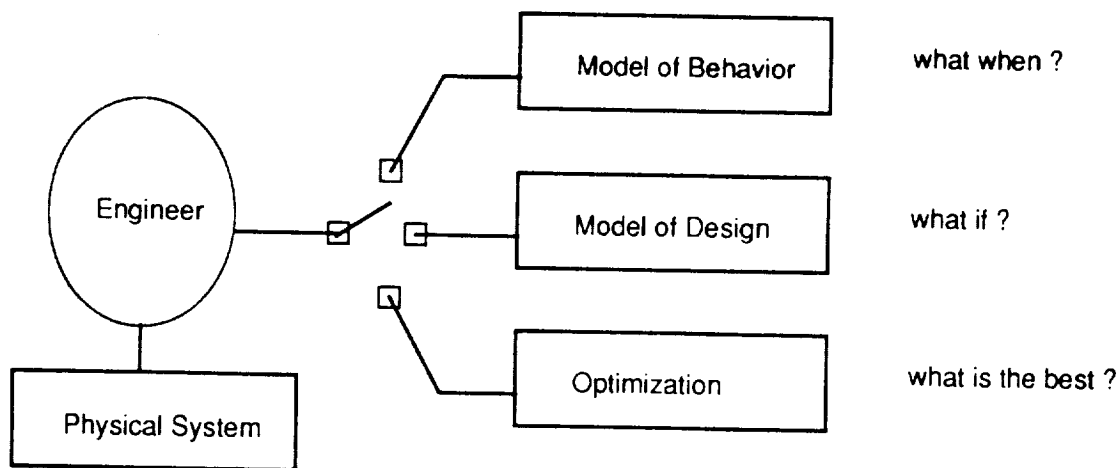 Model of Behavior
what when ?
Engineer
Model of Design
what if ?
Optimization
what is the best ?
Physical System